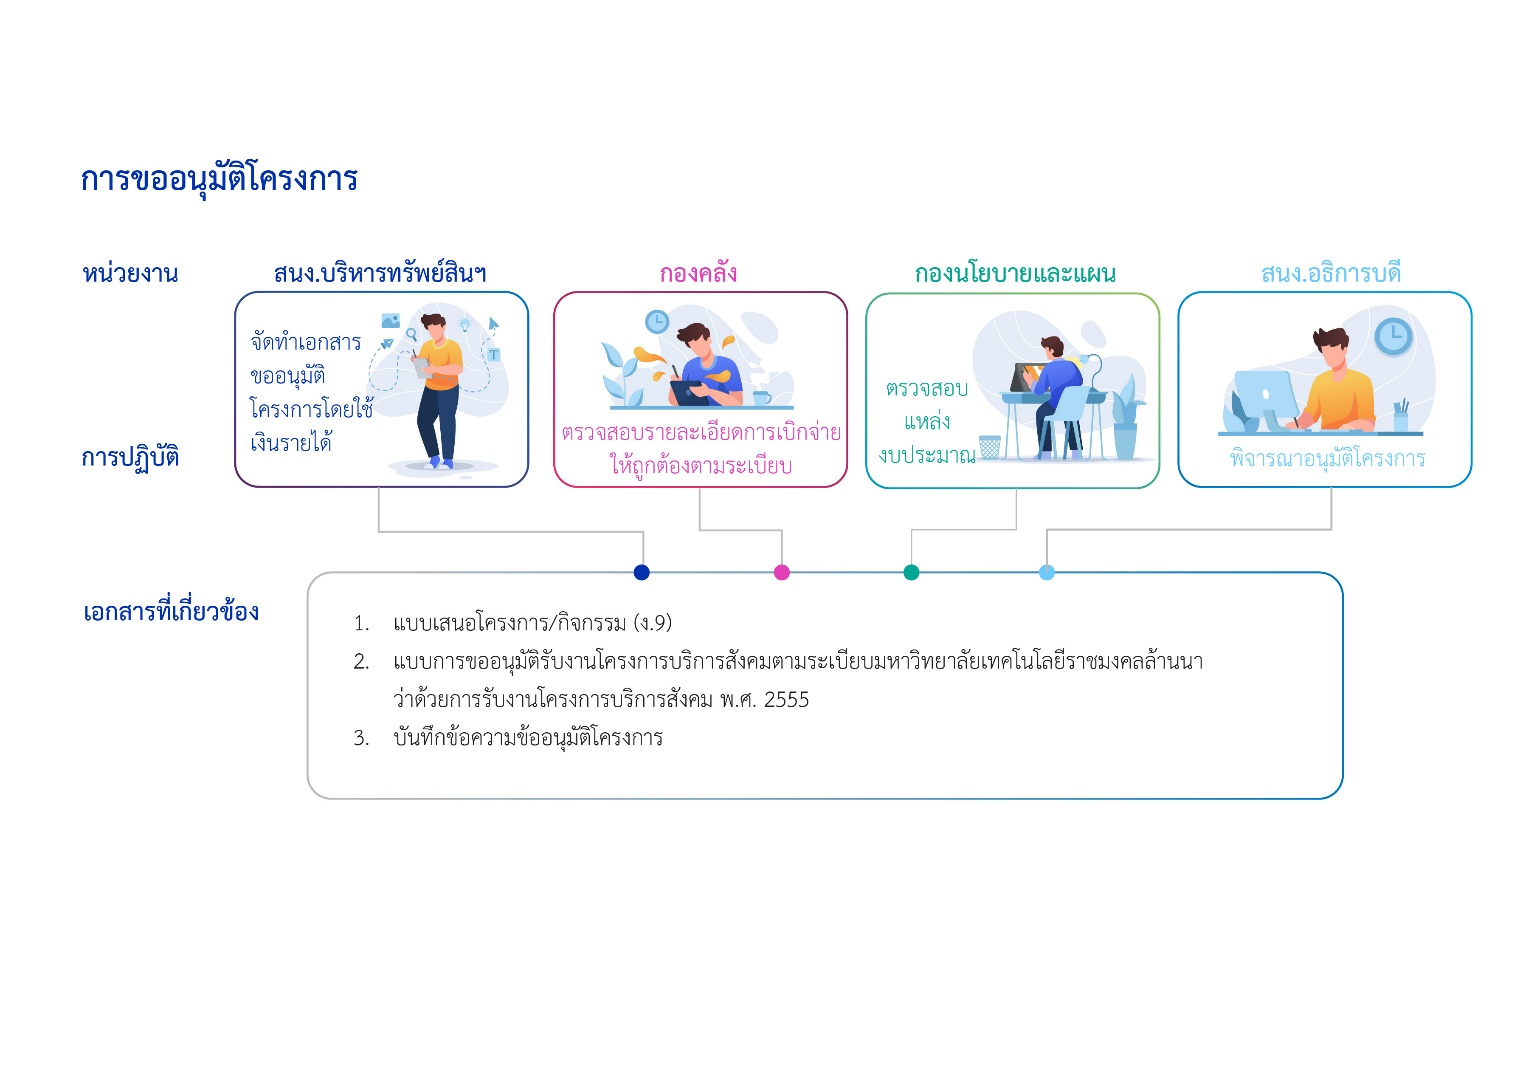 การขออนุมัติโครงการ
หน่วยงาน
สนง.บริหารทรัพย์สินฯ
กองคลัง
กองนโยบายและแผน
สนง.อธิการบดี
การปฏิบัติ
จัดทำเอกสาร
ขออนุมัติ
โครงการโดยใช้
เงินรายได้
T
ตรวจสอบรายละเอียดการเบิกจ่าย
ให้ถูกต้องตามระเบียบ
ตรวจสอบ
แหล่ง
งบประมาณ
พิจารณาอนุมัติโครงการ
เอกสารที่เกี่ยวข้อง
1. แบบเสนอโครงการ/กิจกรรม (ง.9)
2. แบบการขออนุมัติรับงานโครงการบริการสังคมตามระเบียบมหาวิทยาลัยเทคโนโลยีราชมงคลล้านนา
ว่าด้วยการรับงานโครงการบริการสังคม พ.ศ. 2555
3. บันทึกข้อความข้ออนุมัติโครงการ